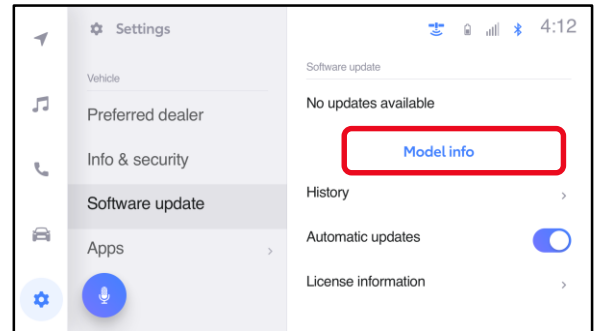 Settings
4:12
Vehicle
Preferred dealer
Info & security
Software update
Apps
Software update
No updates available
Model info
History
Automatic updates
License information